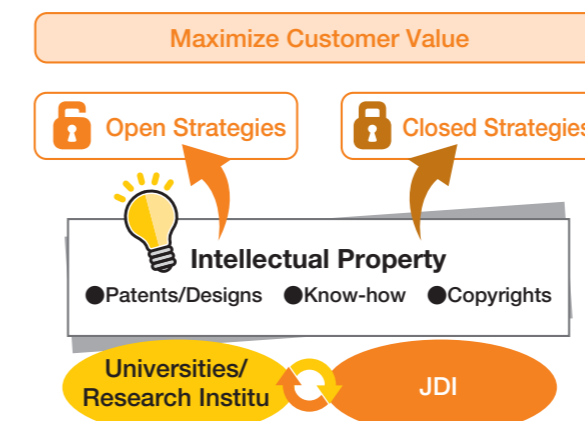 Maximize Customer Value
Open Strategies
Closed Strategies
Intellectual Property
●Patents/Designs ●Know-how ●Copyrights
Universities/
Research Institu
JDI